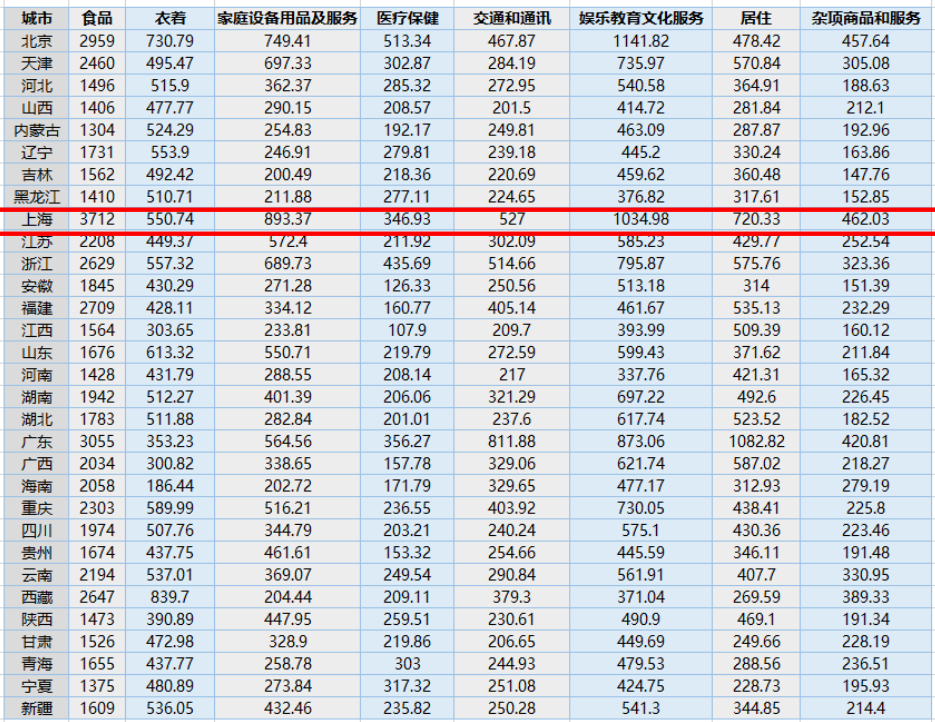 城市 食品 衣着 家庭设备用品及服务 医疗保健 交通和通讯 娱乐教育文化服务 居住 杂项商品和服务
北京 2959 730.79 749.41 513.34 467.87 1141.82 478.42 457.64
天津 2460 495.47 697.33 302.87 284.19 735.97 570.84 305.08
河北 1496 515.9 362.37 285.32 272.95 540.58 364.91 188.63
山西 1406 477.77 290.15 208.57 201.5 414.72 281.84 212.1
内蒙古 1304 524.29 254.83 192.17 249.81 463.09 287.87 192.96
辽宁 1731 553.9 246.91 279.81 239.18 445.2 330.24 163.86
吉林 1562 492.42 200.49 218.36 220.69 459.62 360.48 147.76
黑龙江 1410 510.71 211.88 277.11 224.65 376.82 317.61 152.85
上海 3712 550.74 893.37 346.93 527 1034.98 720.33 462.03
江苏 2208 449.37 572.4 211.92 302.09 585.23 429.77 252.54
浙江 2629 557.32 689.73 435.69 514.66 795.87 575.76 323.36
安徽 1845 430.29 271.28 126.33 250.56 513.18 314 151.39
福建 2709 428.11 334.12 160.77 405.14 461.67 535.13 232.29
江西 1564 303.65 233.81 107.9 209.7 393.99 509.39 160.12
山东 1676 613.32 550.71 219.79 272.59 599.43 371.62 211.84
河南 1428 431.79 288.55 208.14 217 337.76 421.31 165.32
湖南 1942 512.27 401.39 206.06 321.29 697.22 492.6 226.45
湖北 1783 511.88 282.84 201.01 237.6 617.74 523.52 182.52
广东 3055 353.23 564.56 356.27 811.88 873.06 1082.82 420.81
广西 2034 300.82 338.65 157.78 329.06 621.74 587.02 218.27
海南 2058 186.44 202.72 171.79 329.65 477.17 312.93 279.19
重庆 2303 589.99 516.21 236.55 403.92 730.05 438.41 225.8
四川 1974 507.76 344.79 203.21 240.24 575.1 430.36 223.46
贵州 1674 437.75 461.61 153.32 254.66 445.59 346.11 191.48
云南 2194 537.01 369.07 249.54 290.84 561.91 407.7 330.95
西藏 2647 839.7 204.44 209.11 379.3 371.04 269.59 389.33
陕西 1473 390.89 447.95 259.51 230.61 490.9 469.1 191.34
甘肃 1526 472.98 328.9 219.86 206.65 449.69 249.66 228.19
青海 1655 437.77 258.78 303 244.93 479.53 288.56 236.51
宁夏 1375 480.89 273.84 317.32 251.08 424.75 228.73 195.93
新疆 1609 536.05 432.46 235.82 250.28 541.3 344.85 214.4